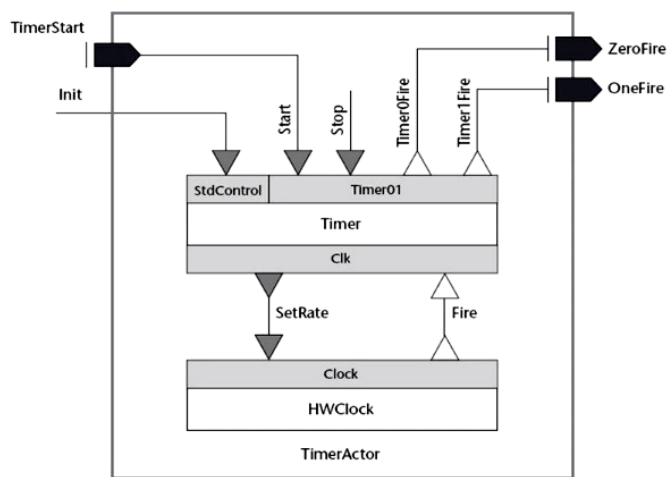 TimerStart
ZeroFire
OneFire
Init
Start
Stop
Timer0Fire
Timer1Fire
StdControl
Timer01
Timer
Clk
SetRate
Fire
Clock
HWClock
TimerActor